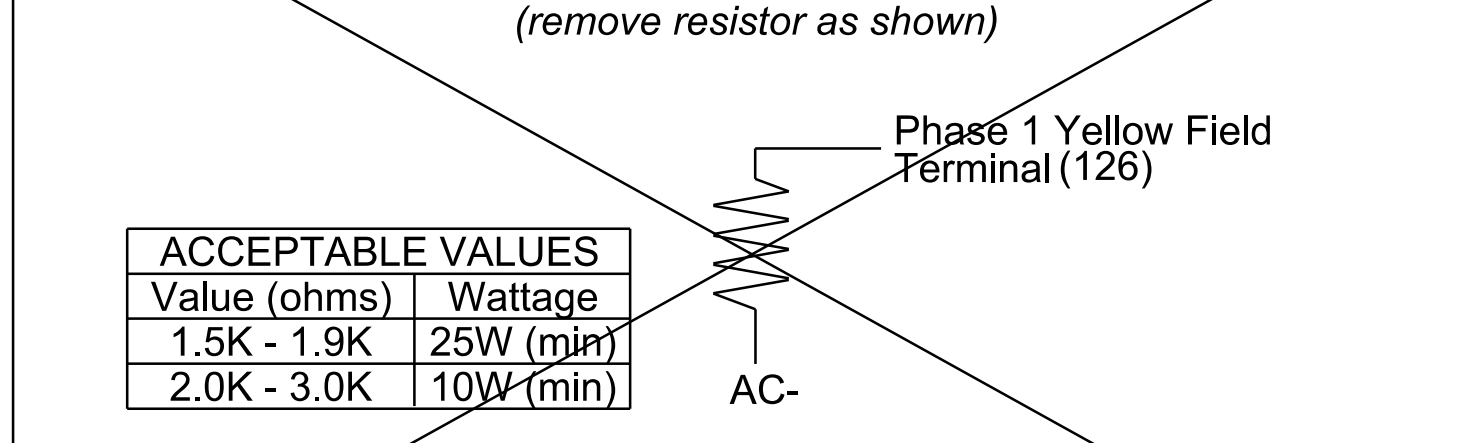 (remove resistor as shown)
Phase 1 Yellow Field
Terminal (126)
ACCEPTABLE VALUES
Value (ohms) Wattage
1.5K - 1.9K 25W (min)
2.0K - 3.0K 10W (min)
AC-